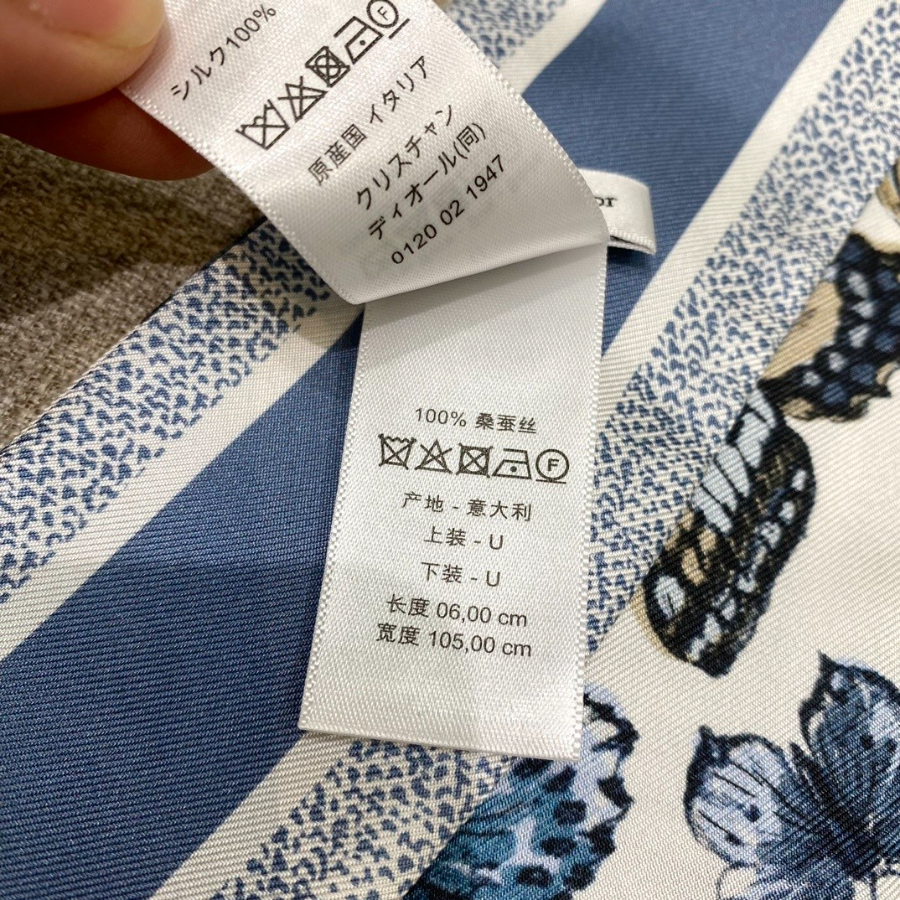 シルク100%
原産国 イタリア
クリスチャン
ディオール(同)
0120 02 1947
or
100% 桑蚕丝
F
产地 - 意大利
上装 - U
下装 - U
长度 06,00 cm
宽度 105,00 cm